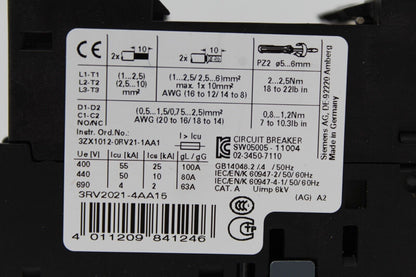 CE
2x 10
2x 10
PZ2 ø5...6mm
L1-T1
L2-T2
L3-T3
(1...2,5)
(2,5...10)
mm²
(1...2,5/ 2,5...6)mm²
max. 1x 10mm²
AWG (16 to 12/ 14 to 8)
2...2,5Nm
18 to 22lb in
D1-D2
C1-C2
NO/NC
(0,5...1,5/0,75...2,5)mm²
AWG (20 to 16/ 18 to 14)
0,8...1,2Nm
7 to 10.3lb in
Siemens AG, DE-92220 Amberg
Made in Germany
Instr. Ord.No.:
3ZX1012-0RV21-1AA1
I > Icu
CIRCUIT BREAKER
SW05005 - 11004
02-3450-7110
Ue [V] Icu [kA] Icu [kA] gL / gG
400 55 25 100A
440 50 10 80A
690 4 2 63A
GB14048.2 / 4 / 50Hz
IEC/EN/K 60947-2/ 50/60Hz
IEC/EN/K 60947-4-1/ 50/60Hz
CAT. A Uimp 6kV
3RV2021-4AA15
(AG) A2
4 011209 841246